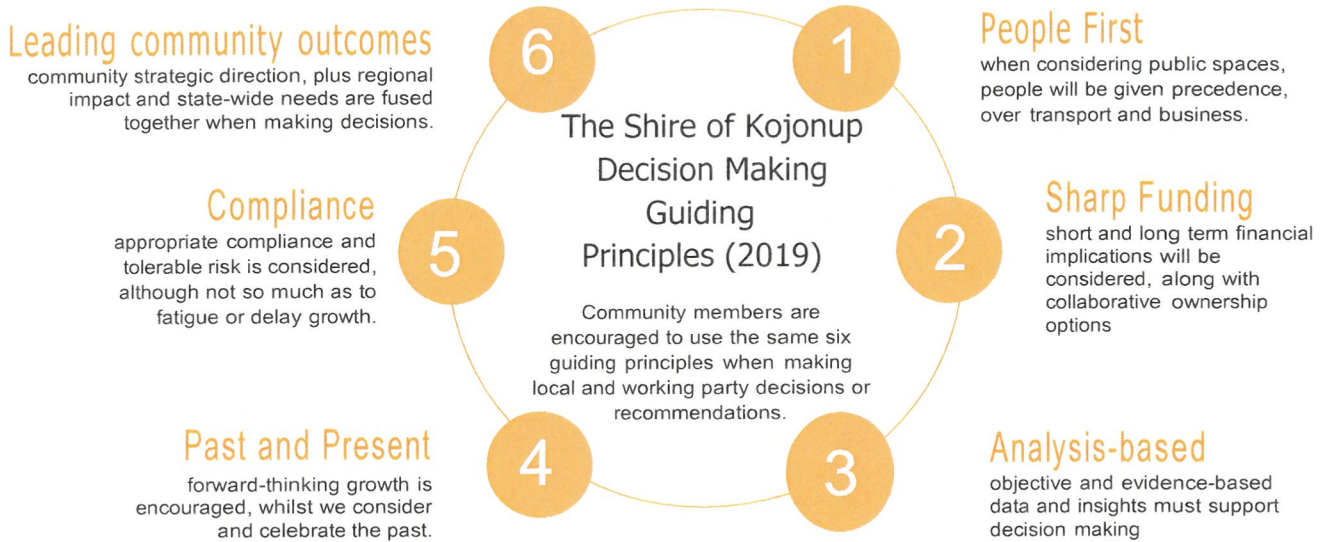 The Shire of Kojonup
Decision Making
Guiding
Principles (2019)
Community members are
encouraged to use the same six
guiding principles when making
local and working party decisions or
recommendations.
1
People First
when considering public spaces,
people will be given precedence,
over transport and business.
2
Sharp Funding
short and long term financial
implications will be
considered, along with
collaborative ownership
options
3
Analysis-based
objective and evidence-based
data and insights must support
decision making
4
Past and Present
forward-thinking growth is
encouraged, whilst we consider
and celebrate the past.
5
Compliance
appropriate compliance and
tolerable risk is considered,
although not so much as to
fatigue or delay growth.
6
Leading community outcomes
community strategic direction, plus regional
impact and state-wide needs are fused
together when making decisions.